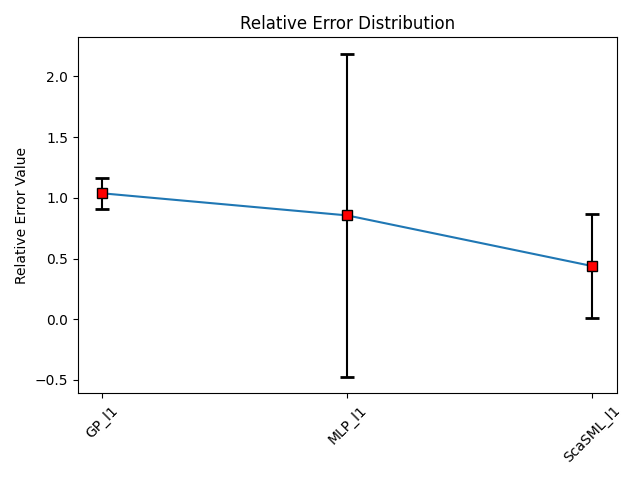 Relative Error Distribution
Relative Error Value
2.0
1.5
1.0
0.5
0.0
−0.5
GP_l1
MLP_l1
ScaSML_l1